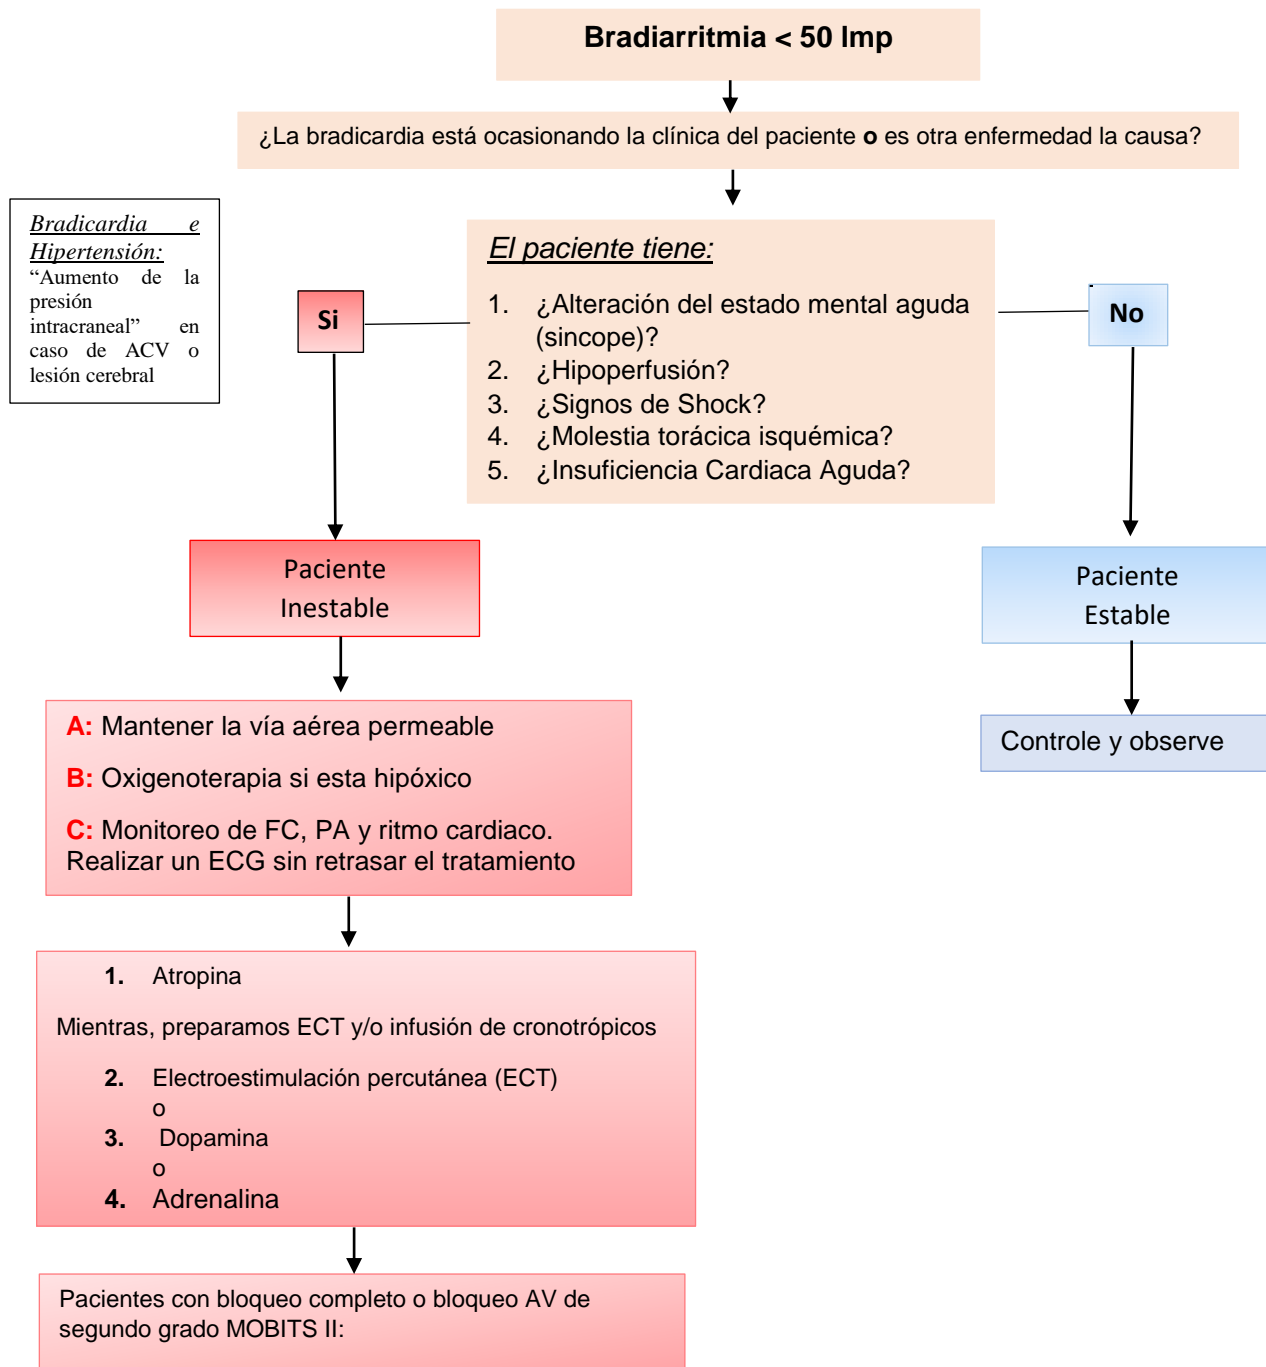 Bradiarritmia < 50 Imp
¿La bradicardia está ocasionando la clínica del paciente o es otra enfermedad la causa?
Bradicardia e
Hipertensión:
“Aumento de la
presión
intracraneal” en
caso de ACV o
lesión cerebral
El paciente tiene:
1. ¿Alteración del estado mental aguda
(sincope)?
2. ¿Hipoperfusión?
3. ¿Signos de Shock?
4. ¿Molestia torácica isquémica?
5. ¿Insuficiencia Cardiaca Aguda?
Si
No
Paciente
Inestable
Paciente
Estable
A: Mantener la vía aérea permeable
B: Oxigenoterapia si esta hipóxico
C: Monitoreo de FC, PA y ritmo cardiaco.
Realizar un ECG sin retrasar el tratamiento
Controle y observe
1. Atropina
Mientras, preparamos ECT y/o infusión de cronotrópicos
2. Electroestimulación percutánea (ECT)
o
3. Dopamina
o
4. Adrenalina
Pacientes con bloqueo completo o bloqueo AV de
segundo grado MOBITS II: